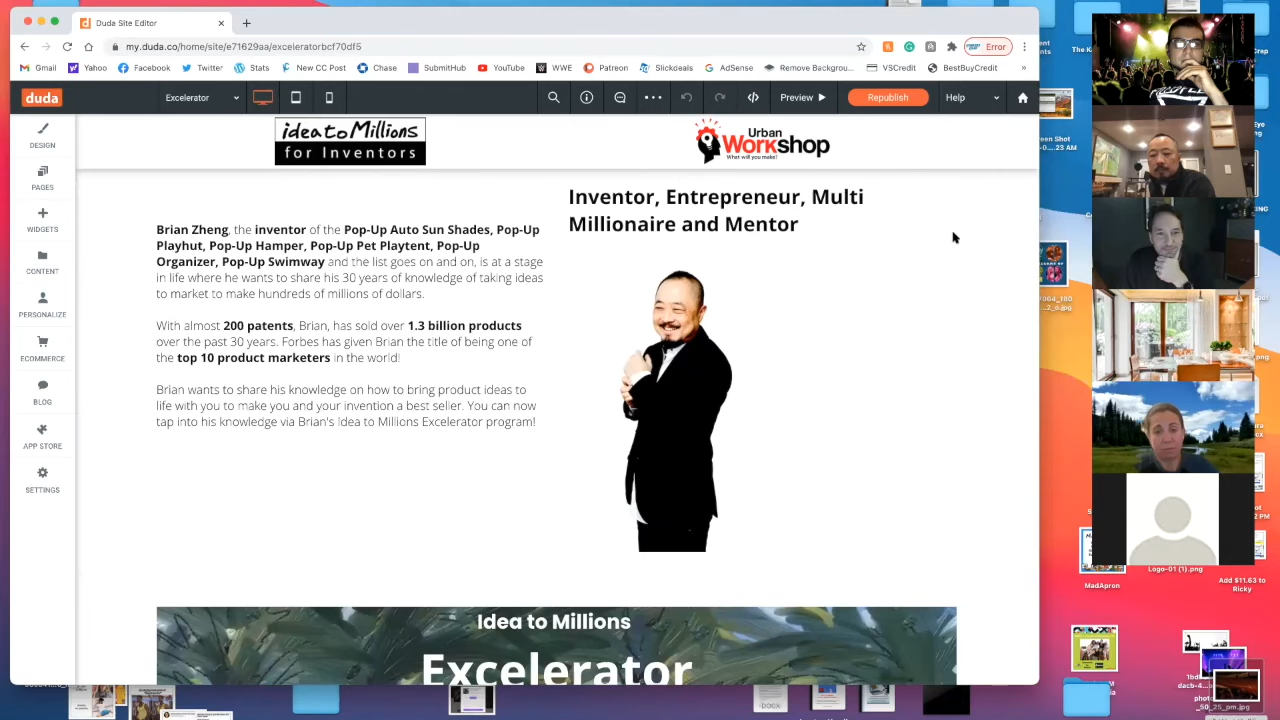 Duda Site Editor
my.duda.co/home/site/e71629aa/exceleratorbcf7fdf5
Error
Gmail
Yahoo
Facebook
Twitter
Stats
New CC Portal
Chase
SubmitHub
YouTube
WWE
Patreon
Slickdeals
AdSense
Remove Backgrou...
VSCredit
BestBuyCredit
duda
Excelerator
Preview
Republish
Help
DESIGN
PAGES
WIDGETS
CONTENT
PERSONALIZE
ECOMMERCE
BLOG
APP STORE
SETTINGS
idea to Millions
for Inventors
Urban
Workshop
What will you make?
Inventor, Entrepreneur, Multi
Millionaire and Mentor
Brian Zheng, the inventor of the Pop-Up Auto Sun Shades, Pop-Up
Playhut, Pop-Up Hamper, Pop-Up Pet Playtent, Pop-Up
Organizer, Pop-Up Swimway and the list goes on and on, is at a stage
in life where he wants to share his 30 years of knowledge of taking ideas
to market to make hundreds of millions of dollars.
With almost 200 patents, Brian, has sold over 1.3 billion products
over the past 30 years. Forbes has given Brian the title of being one of
the top 10 product marketers in the world!
Brian wants to share his knowledge on how to bring product ideas to
life with you to make you and your invention a best seller. You can now
tap into his knowledge via Brian's Idea to Millions Excelerator program!
Idea to Millions
Excelerator
Logo-01 (1).png
MadApron
Add $11.63 to
Ricky
DOCX